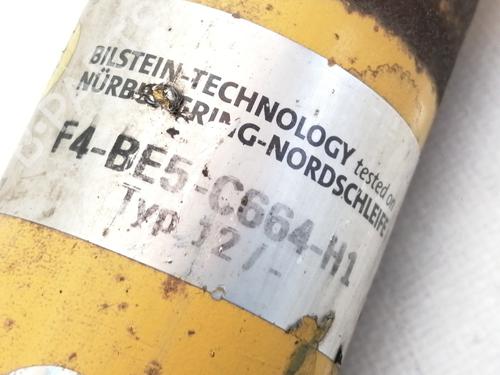 BILSTEIN-TECHNOLOGY tested on
NÜRBURGRING-NORDSCHLEIFE
F4-BE5-C664-H1
Typ J2/-